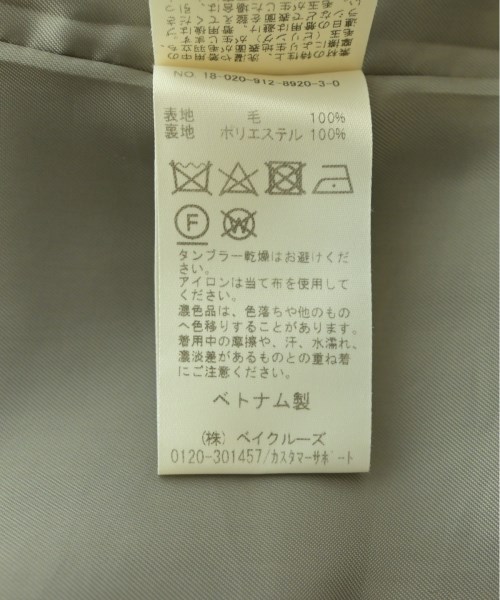 NO. 18-020-912-8920-3-0
表地 毛 100%
裏地 ポリエステル 100%
F
W
タンブラー乾燥はお避けくだ
さい。
アイロンは当て布を使用して
ください。
濃色品は、色落ちや他のもの
へ色移りすることがあります。
着用中の摩擦や、汗、水濡れ、
濃淡差があるものとの重ね着
にご注意ください。
ベトナム製
(株) ベイクルーズ
0120-301457/カスタマーサポート